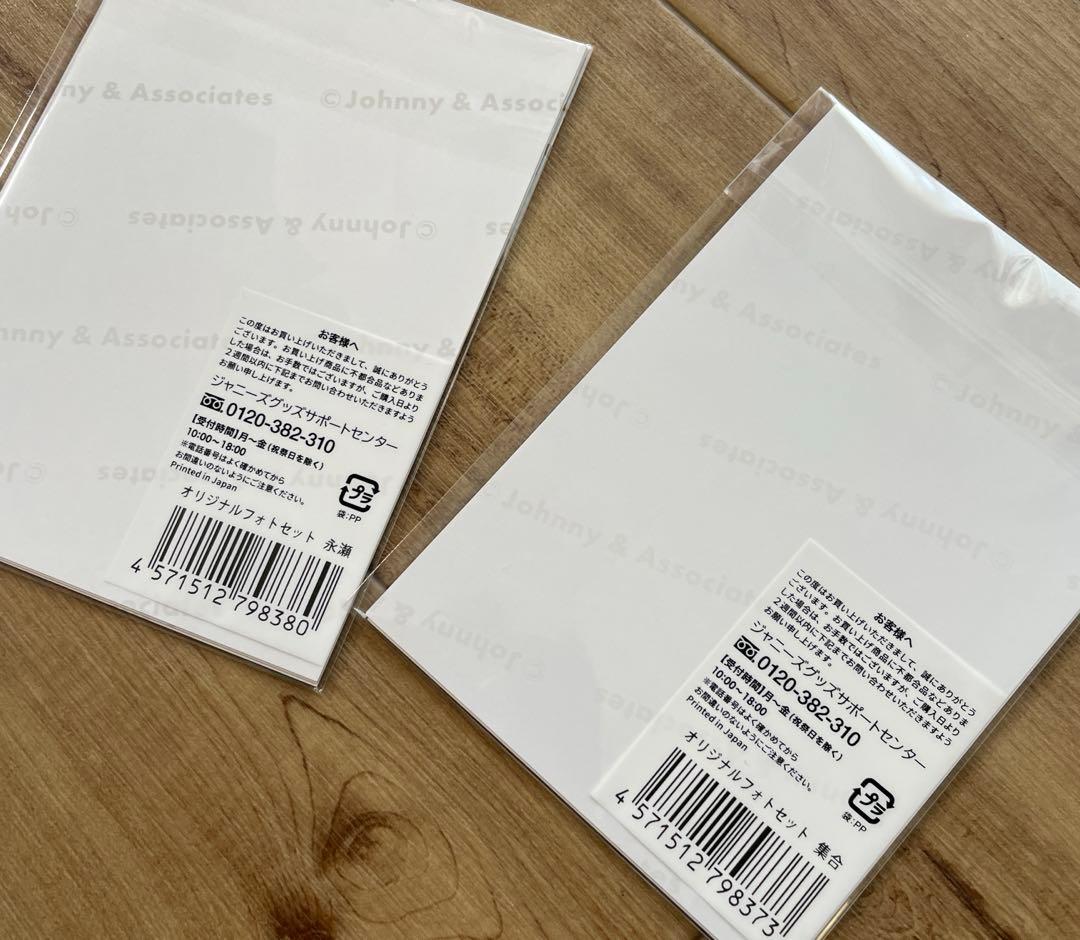 ny & Associates ©Johnny & Associ
©Joh ©Johnny & Associates es
hnny & Associates
お客様へ
この度はお買い上げいただきまして、誠にありがとう
ございます。お買い上げ商品に不都合品などありま
した場合は、お手数ではございますが、ご購入日より
２週間以内に下記までお問い合わせいただきますよう
お願い申し上げます。
ジャニーズグッズサポートセンター
0120-382-310
【受付時間】月〜金(祝祭日を除く)
10:00〜18:00
※電話番号はよく確かめてから
お間違いのないようにご注意ください。
Printed in Japan
プラ
袋:PP
オリジナルフォトセット 永瀬
4 571512 798380
©Johnny & Associates
ny & Associates
©Johnny &
©Joh
©Johnny & Associates
Johnny & Associates
©Johnny &
お客様へ
この度はお買い上げいただきまして、誠にありがとう
ございます。お買い上げ商品に不都合品などありま
した場合は、お手数ではございますが、ご購入日より
２週間以内に下記までお問い合わせいただきますよう
お願い申し上げます。
ジャニーズグッズサポートセンター
0120-382-310
【受付時間】月〜金(祝祭日を除く)
10:00〜18:00
※電話番号はよく確かめてから
お間違いのないようにご注意ください。
Printed in Japan
プラ
袋:PP
オリジナルフォトセット 集合
4 571512 798373